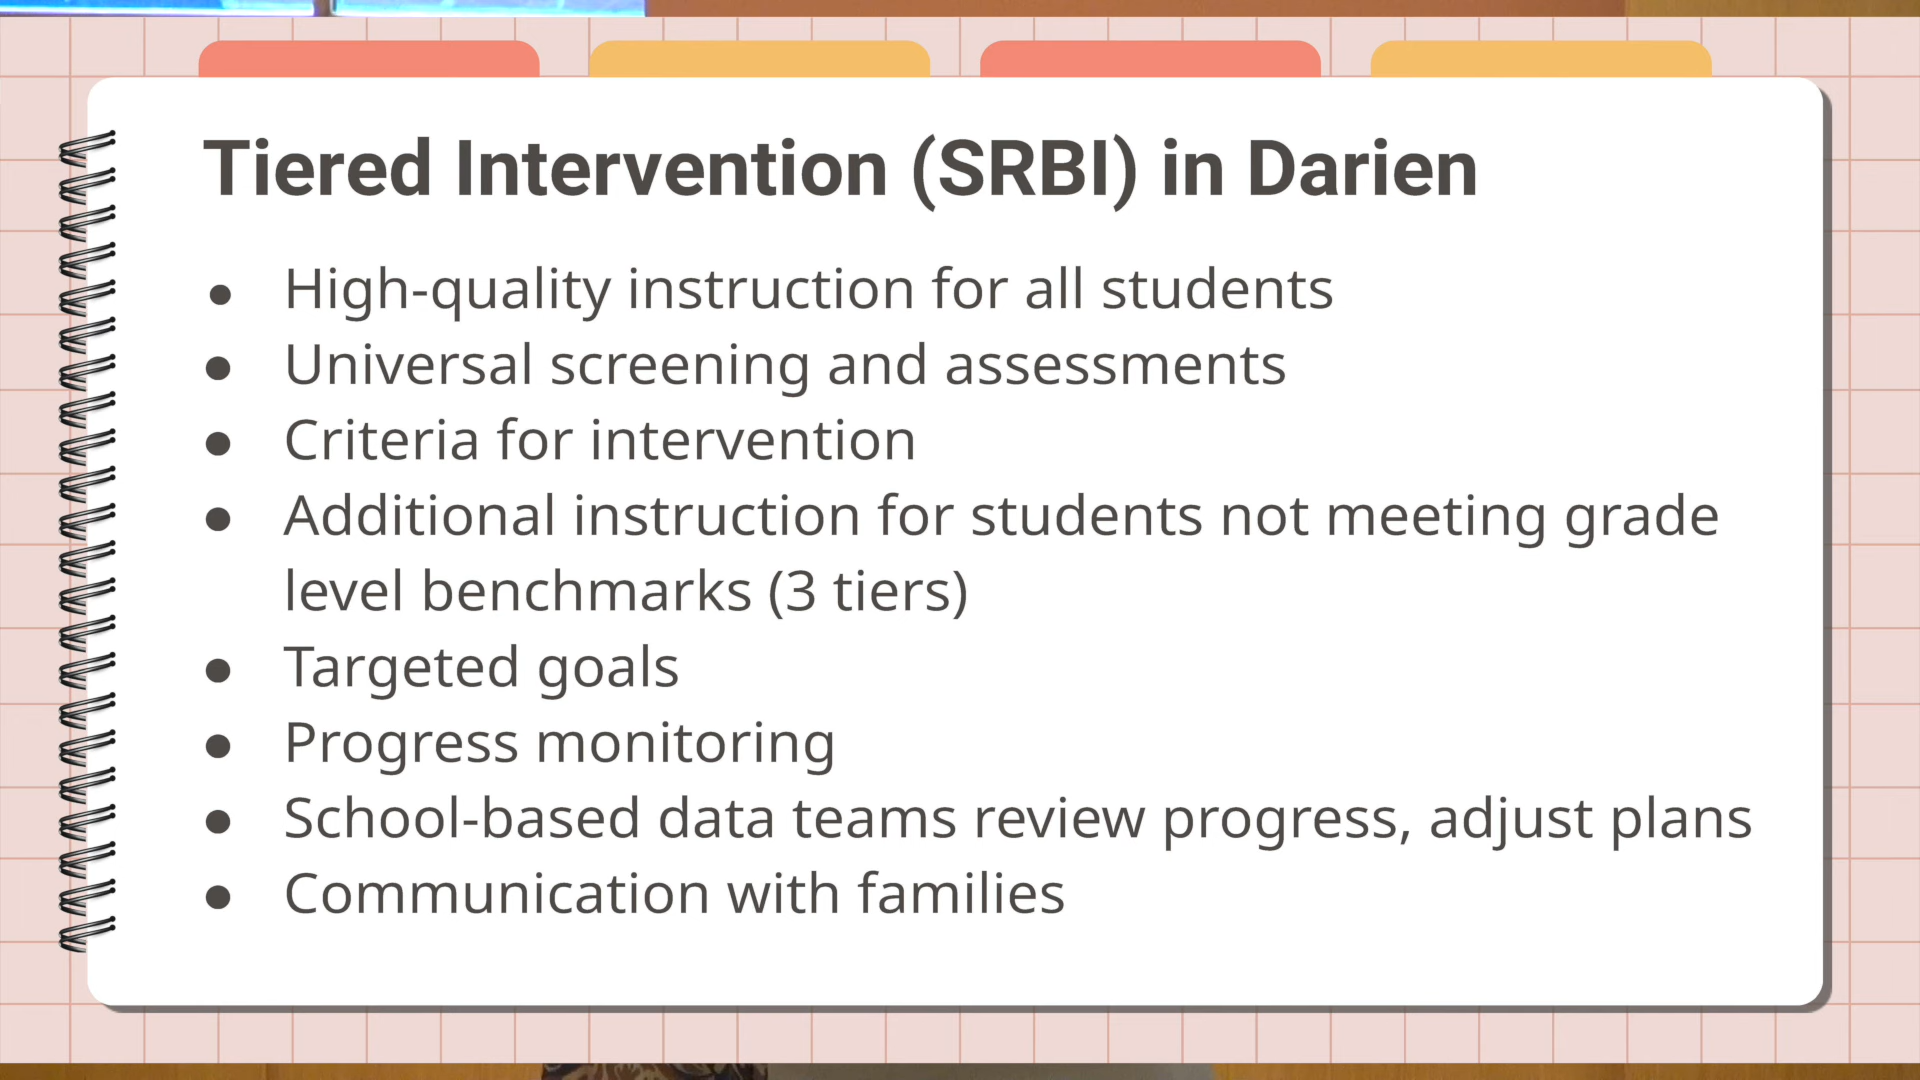 Tiered Intervention (SRBI) in Darien
● High-quality instruction for all students
● Universal screening and assessments
● Criteria for intervention
● Additional instruction for students not meeting grade
level benchmarks (3 tiers)
● Targeted goals
● Progress monitoring
● School-based data teams review progress, adjust plans
● Communication with families